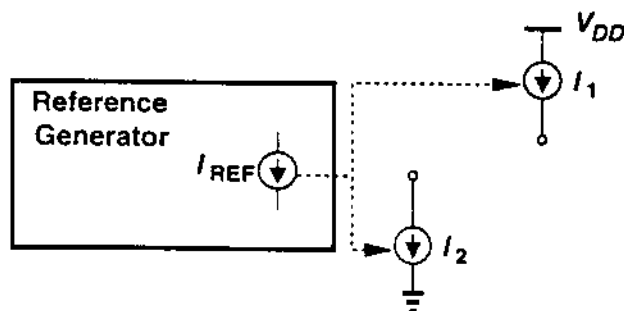 V_DD
Reference
Generator
I_1
I_REF
I_2